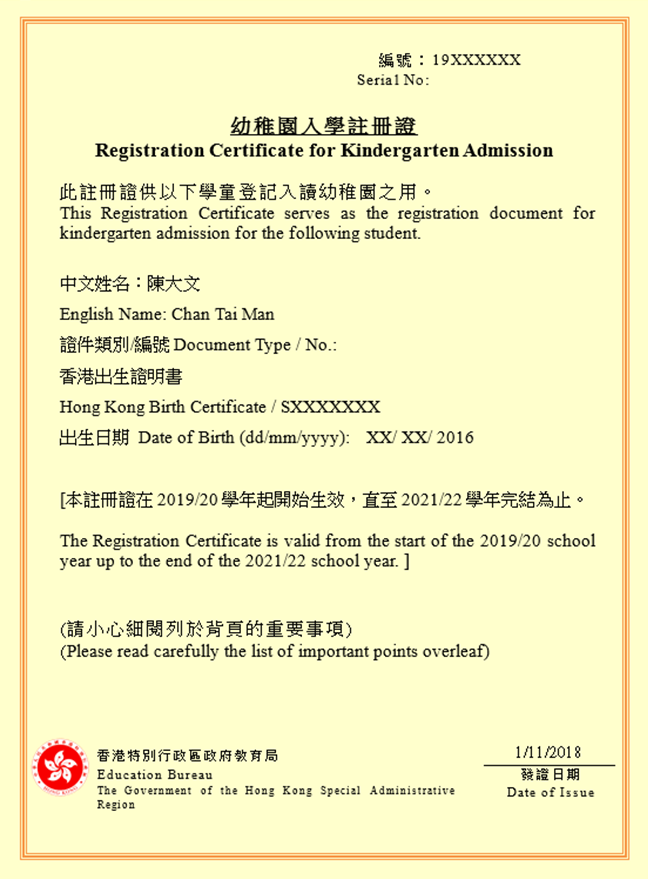 編號：19XXXXXX
Serial No:
幼稚園入學註冊證
Registration Certificate for Kindergarten Admission
此註冊證供以下學童登記入讀幼稚園之用。
This Registration Certificate serves as the registration document for
kindergarten admission for the following student.
中文姓名：陳大文
English Name: Chan Tai Man
證件類別/編號 Document Type / No.:
香港出生證明書
Hong Kong Birth Certificate / SXXXXXXX
出生日期 Date of Birth (dd/mm/yyyy): XX/ XX/ 2016
[本註冊證在 2019/20 學年起開始生效，直至 2021/22 學年完結為止。
The Registration Certificate is valid from the start of the 2019/20 school
year up to the end of the 2021/22 school year. ]
(請小心細閱列於背頁的重要事項)
(Please read carefully the list of important points overleaf)
香港特別行政區政府教育局
Education Bureau
The Government of the Hong Kong Special Administrative
Region
1/11/2018
發證日期
Date of Issue